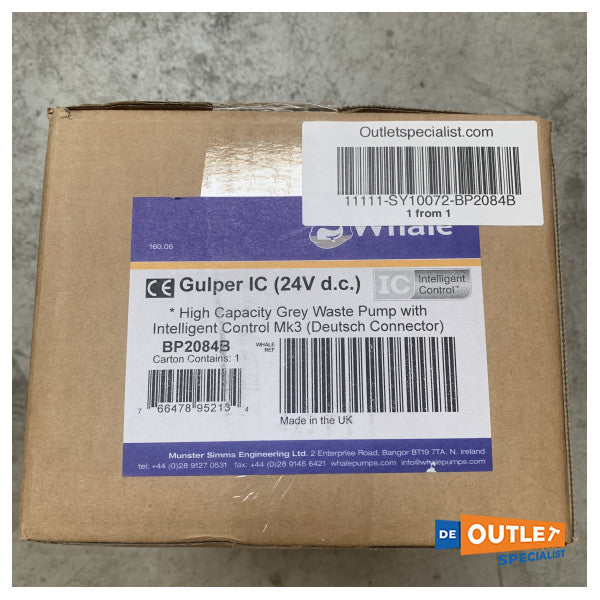 Outletspecialist.com
11111-SY10072-BP2084B
1 from 1
Whale
160.06
CE Gulper IC (24V d.c.)
IC Intelligent Control™
* High Capacity Grey Waste Pump with
Intelligent Control Mk3 (Deutsch Connector)
BP2084B
Carton Contains: 1
WHALE REF
7 66478 95213 4
Made in the UK
Munster Simms Engineering Ltd. 2 Enterprise Road, Bangor BT19 7TA. N. Ireland
tel: +44 (0)28 9127 0531 fax: +44 (0)28 9146 6421 whalepumps.com info@whalepumps.com
DE OUTLET
SPECIALIST